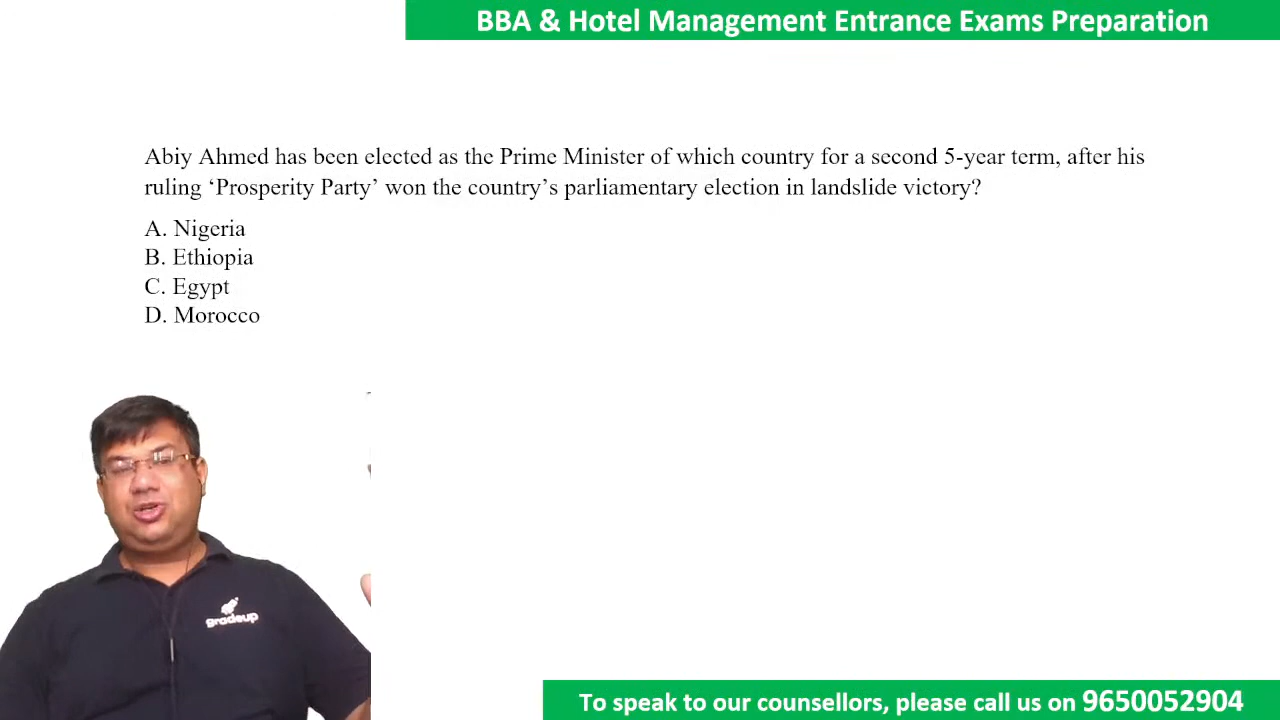 BBA & Hotel Management Entrance Exams Preparation
Abiy Ahmed has been elected as the Prime Minister of which country for a second 5-year term, after his
ruling ‘Prosperity Party’ won the country’s parliamentary election in landslide victory?
A. Nigeria
B. Ethiopia
C. Egypt
D. Morocco
gradeup
To speak to our counsellors, please call us on 9650052904